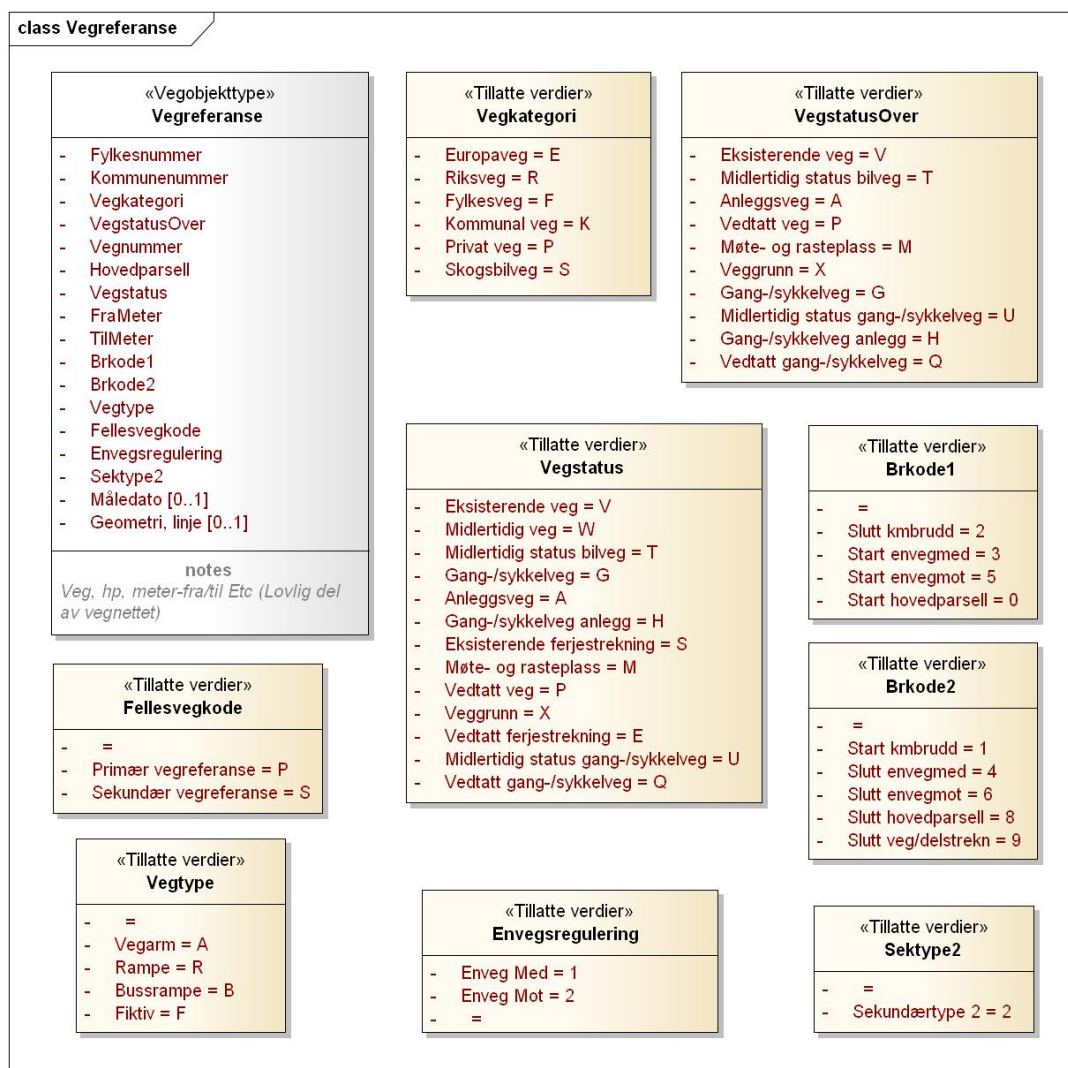 class Vegreferanse
«Vegobjekttype»
Vegreferanse
- Fylkesnummer
- Kommunenummer
- Vegkategori
- VegstatusOver
- Vegnummer
- Hovedparsell
- Vegstatus
- FraMeter
- TilMeter
- Brkode1
- Brkode2
- Vegtype
- Fellesvegkode
- Envegsregulering
- Sektype2
- Måledato [0..1]
- Geometri, linje [0..1]
notes
Veg, hp, meter-fra/til Etc (Lovlig del
av vegnettet)
«Tillatte verdier»
Vegkategori
- Europaveg = E
- Riksveg = R
- Fylkesveg = F
- Kommunal veg = K
- Privat veg = P
- Skogsbilveg = S
«Tillatte verdier»
VegstatusOver
- Eksisterende veg = V
- Midlertidig status bilveg = T
- Anleggsveg = A
- Vedtatt veg = P
- Møte- og rasteplass = M
- Veggrunn = X
- Gang-/sykkelveg = G
- Midlertidig status gang-/sykkelveg = U
- Gang-/sykkelveg anlegg = H
- Vedtatt gang-/sykkelveg = Q
«Tillatte verdier»
Vegstatus
- Eksisterende veg = V
- Midlertidig veg = W
- Midlertidig status bilveg = T
- Gang-/sykkelveg = G
- Anleggsveg = A
- Gang-/sykkelveg anlegg = H
- Eksisterende ferjestrekning = S
- Møte- og rasteplass = M
- Vedtatt veg = P
- Veggrunn = X
- Vedtatt ferjestrekning = E
- Midlertidig status gang-/sykkelveg = U
- Vedtatt gang-/sykkelveg = Q
«Tillatte verdier»
Brkode1
- =
- Slutt kmbrudd = 2
- Start envegmed = 3
- Start envegmot = 5
- Start hovedparsell = 0
«Tillatte verdier»
Brkode2
- =
- Start kmbrudd = 1
- Slutt envegmed = 4
- Slutt envegmot = 6
- Slutt hovedparsell = 8
- Slutt veg/delstrekn = 9
«Tillatte verdier»
Fellesvegkode
- =
- Primær vegreferanse = P
- Sekundær vegreferanse = S
«Tillatte verdier»
Vegtype
- =
- Vegarm = A
- Rampe = R
- Bussrampe = B
- Fiktiv = F
«Tillatte verdier»
Envegsregulering
- Enveg Med = 1
- Enveg Mot = 2
- =
«Tillatte verdier»
Sektype2
- =
- Sekundærtype 2 = 2